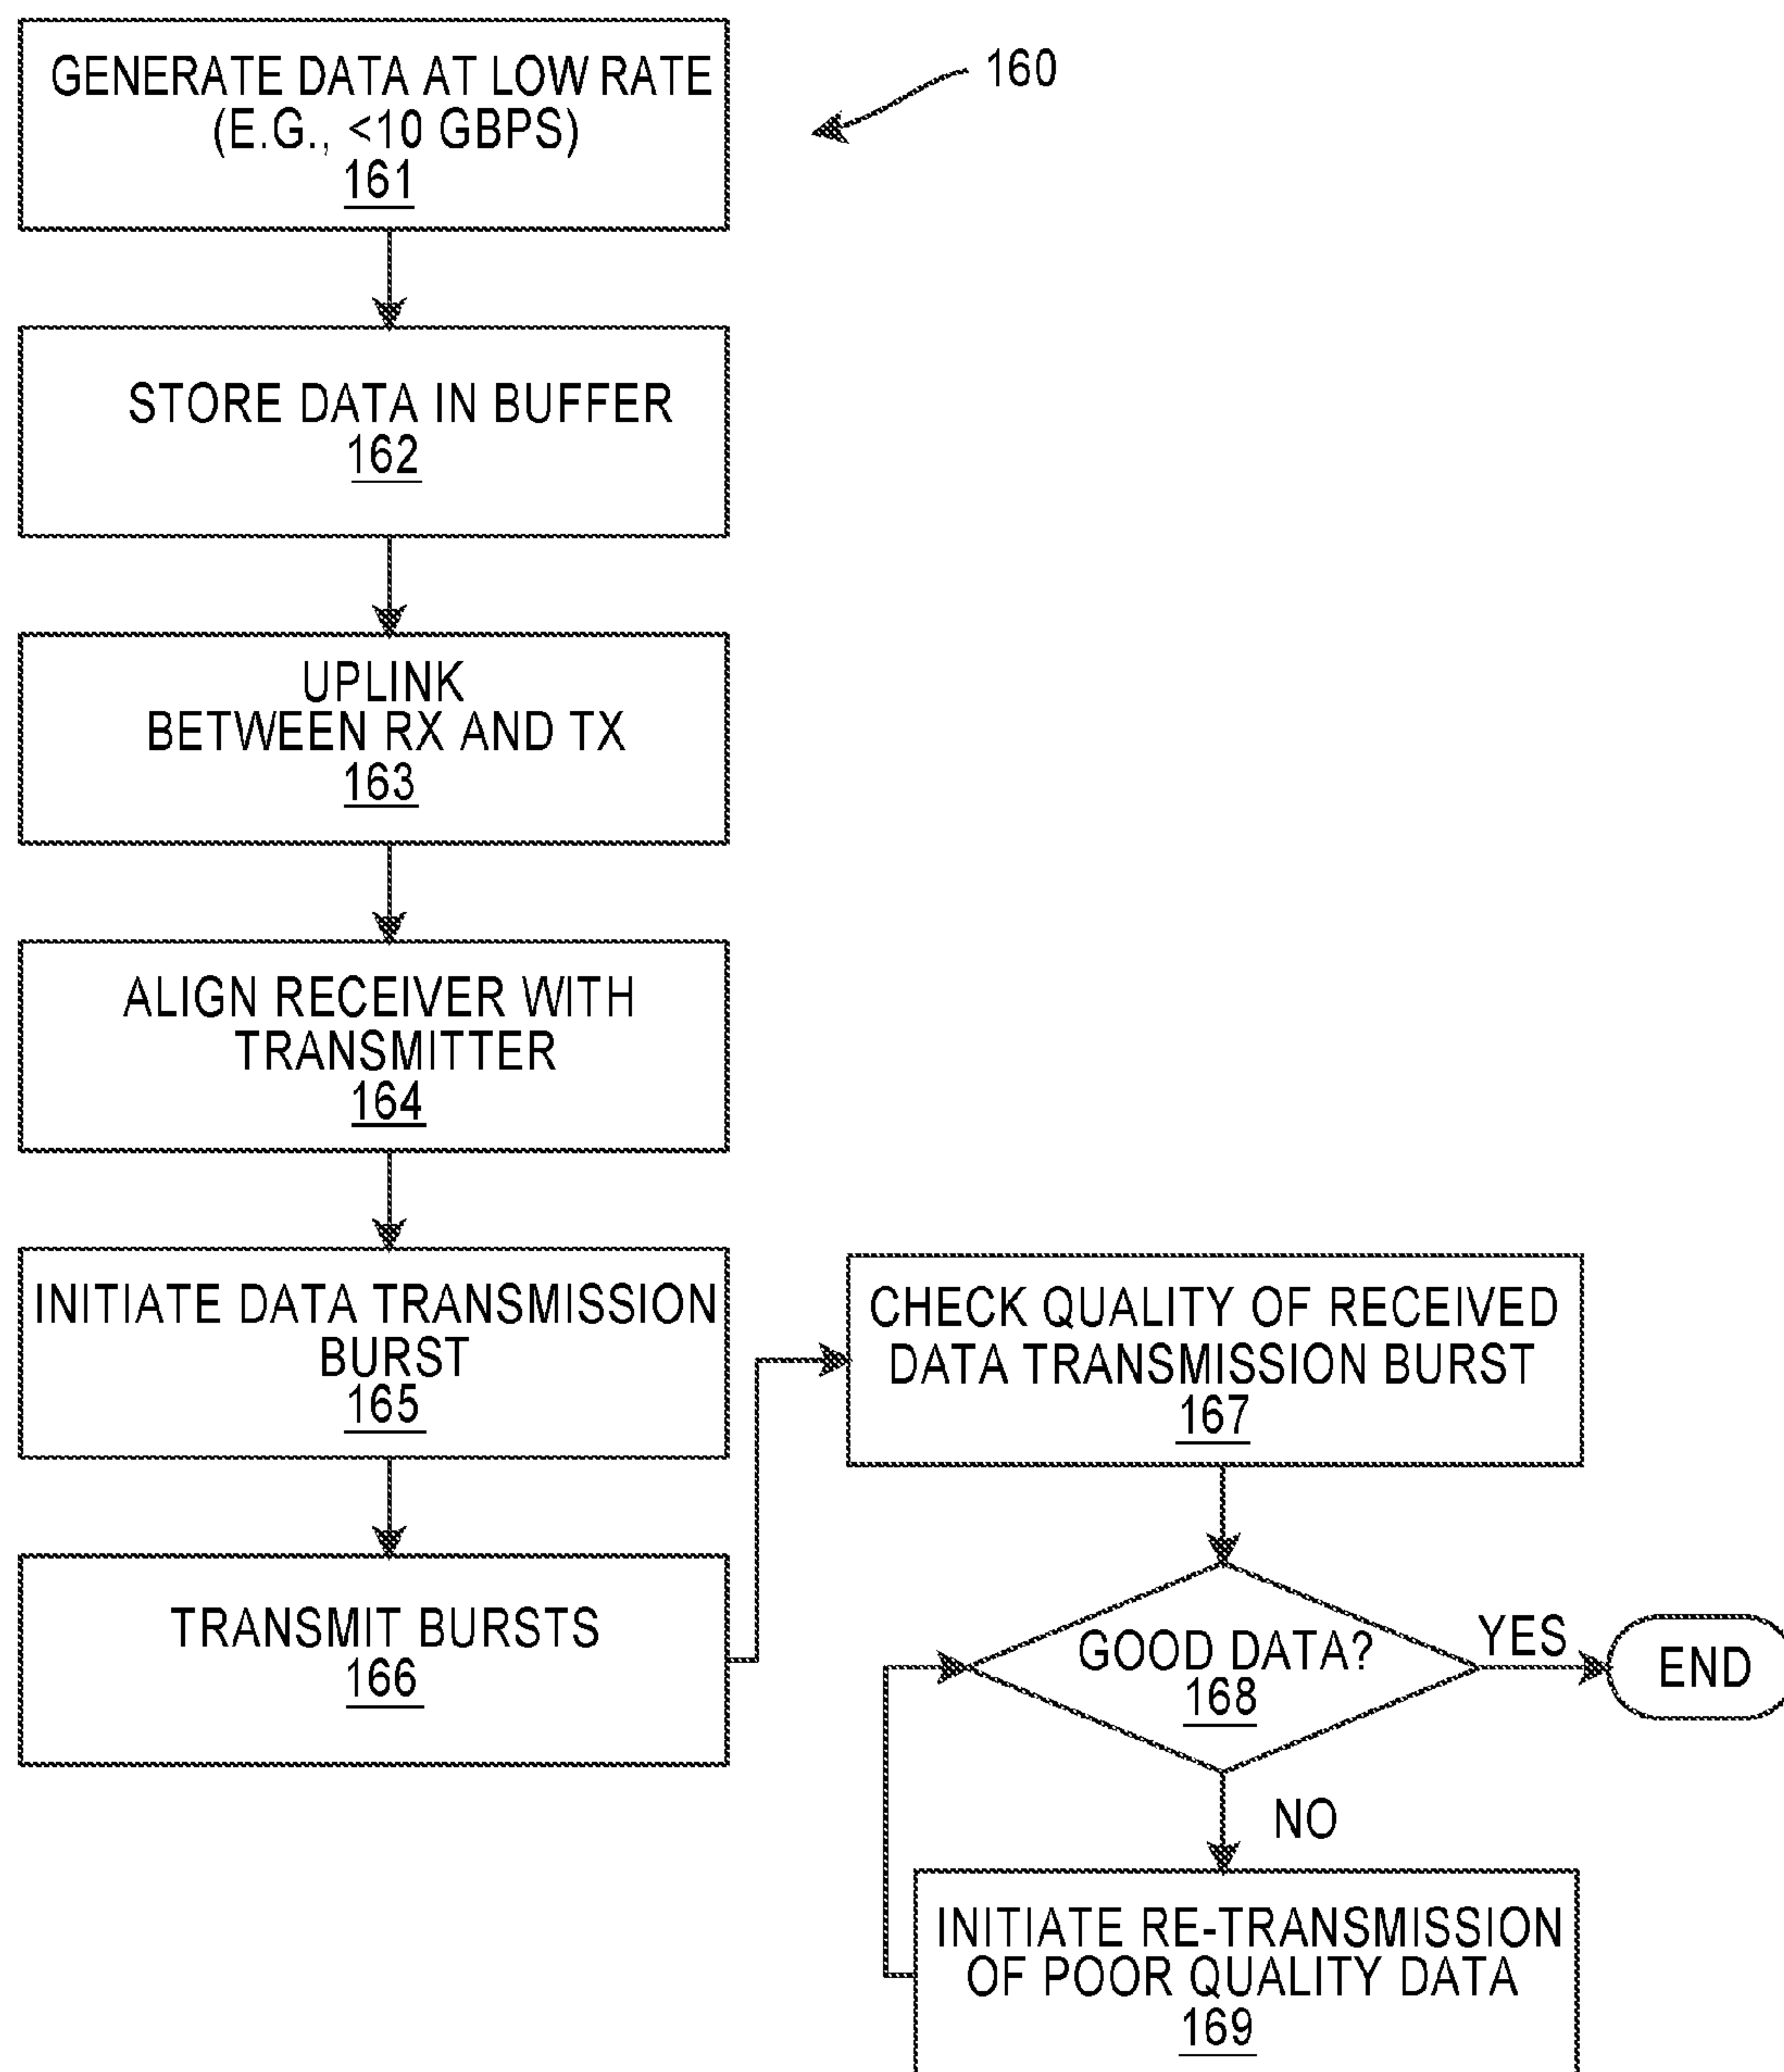 GENERATE DATA AT LOW RATE
(E.G., <10 GBPS)
161
160
STORE DATA IN BUFFER
162
UPLINK
BETWEEN RX AND TX
163
ALIGN RECEIVER WITH
TRANSMITTER
164
INITIATE DATA TRANSMISSION
BURST
165
TRANSMIT BURSTS
166
CHECK QUALITY OF RECEIVED
DATA TRANSMISSION BURST
167
GOOD DATA?
168
YES
END
NO
INITIATE RE-TRANSMISSION
OF POOR QUALITY DATA
169